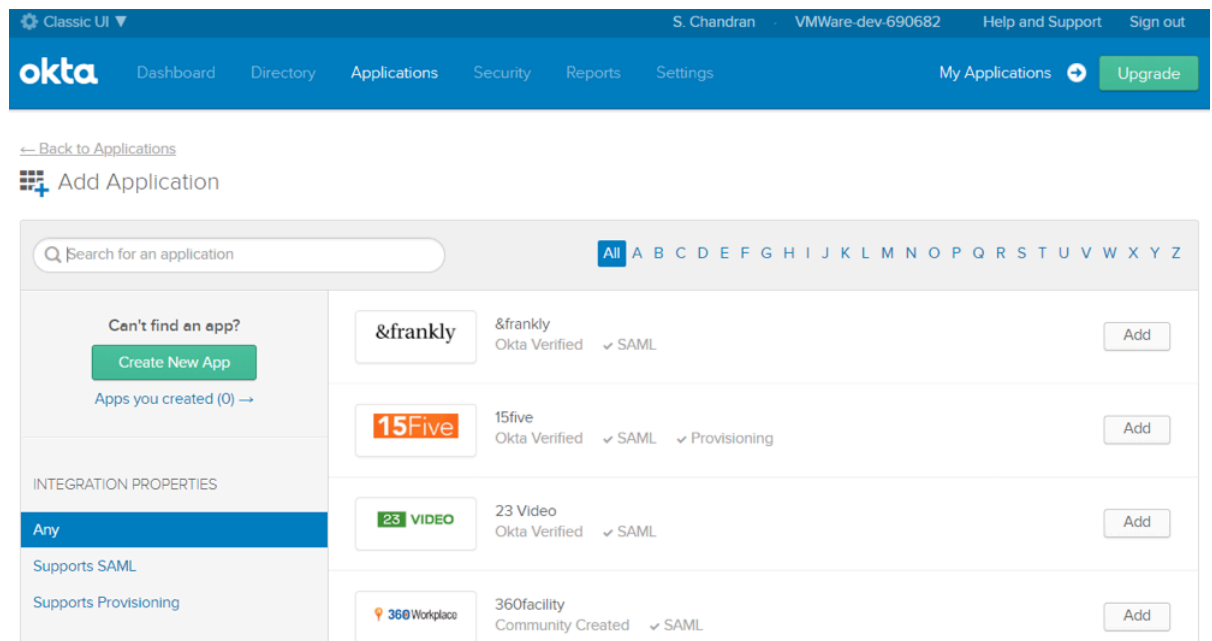 Classic UI ▼ S. Chandran · VMWare-dev-690682 Help and Support Sign out
okta Dashboard Directory Applications Security Reports Settings My Applications Upgrade
← Back to Applications
Add Application
Search for an application All A B C D E F G H I J K L M N O P Q R S T U V W X Y Z
Can't find an app?
Create New App
Apps you created (0) →
INTEGRATION PROPERTIES
Any
Supports SAML
Supports Provisioning
&frankly &frankly Add
Okta Verified ✓ SAML
15Five 15five Add
Okta Verified ✓ SAML ✓ Provisioning
23 VIDEO 23 Video Add
Okta Verified ✓ SAML
360Workplace 360facility Add
Community Created ✓ SAML